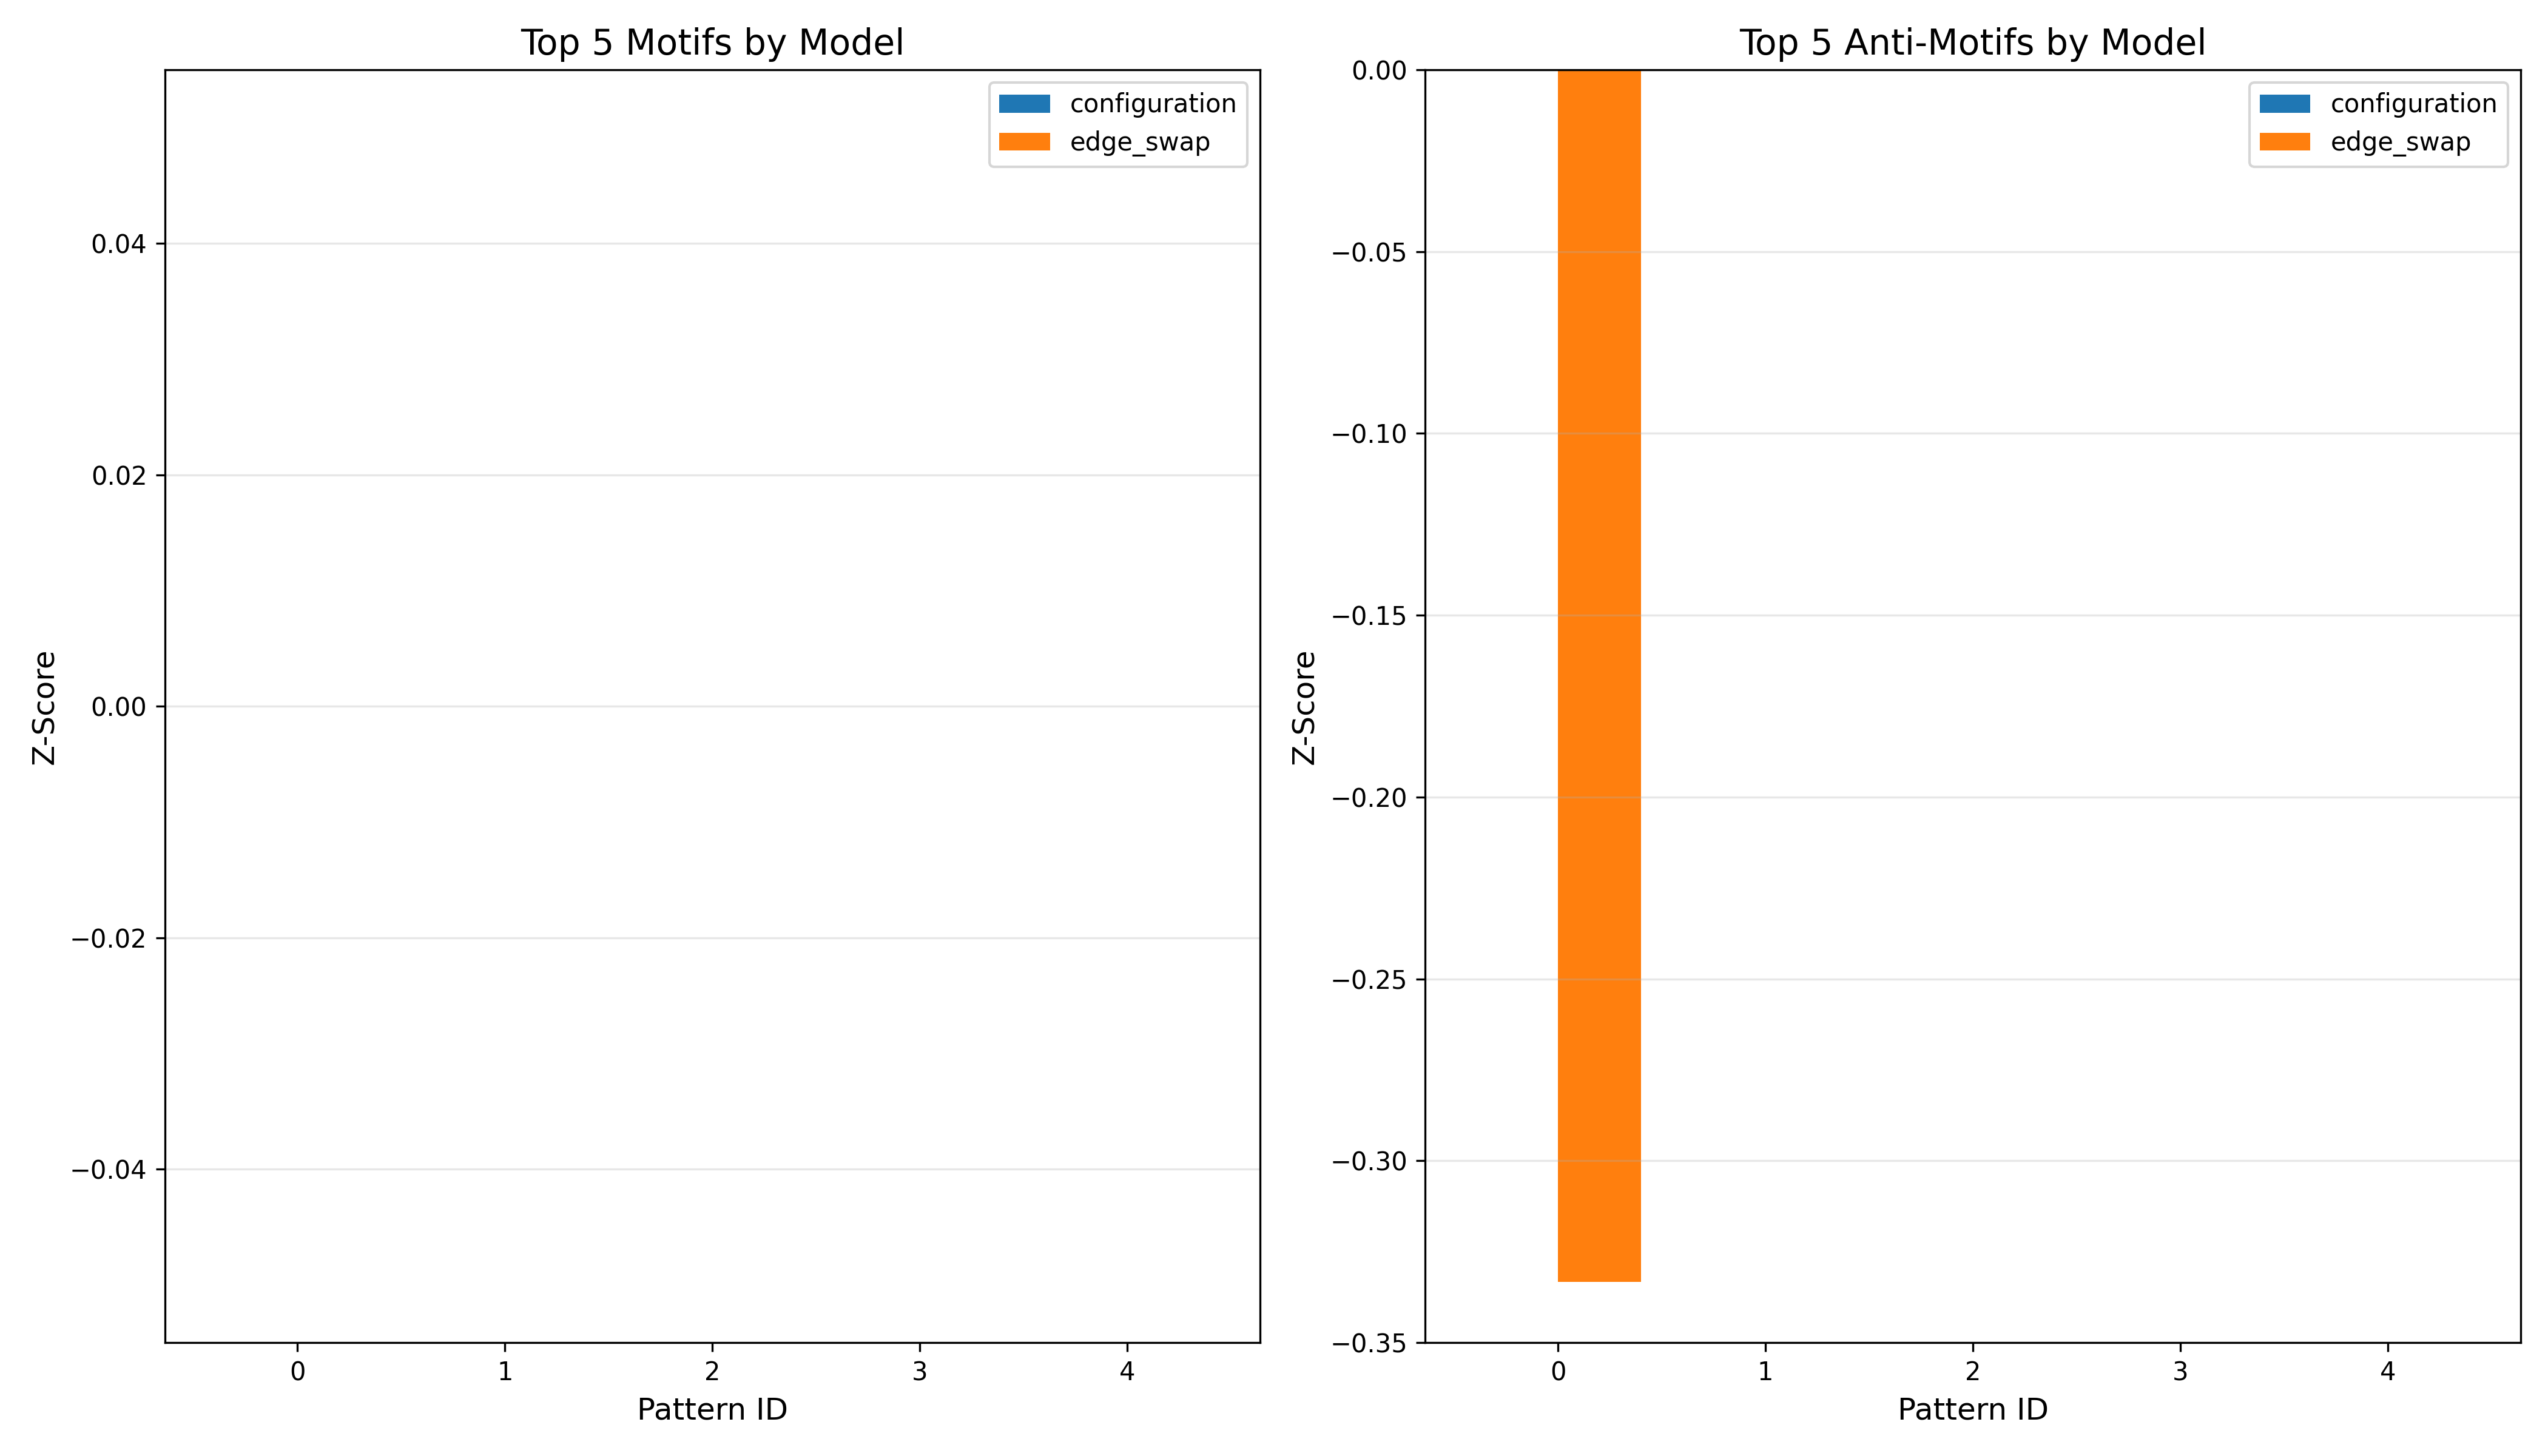 Top 5 Motifs by Model
configuration
edge_swap
0.04
0.02
0.00
−0.02
−0.04
Z-Score
0 1 2 3 4
Pattern ID
Top 5 Anti-Motifs by Model
configuration
edge_swap
0.00
−0.05
−0.10
−0.15
−0.20
−0.25
−0.30
−0.35
Z-Score
0 1 2 3 4
Pattern ID